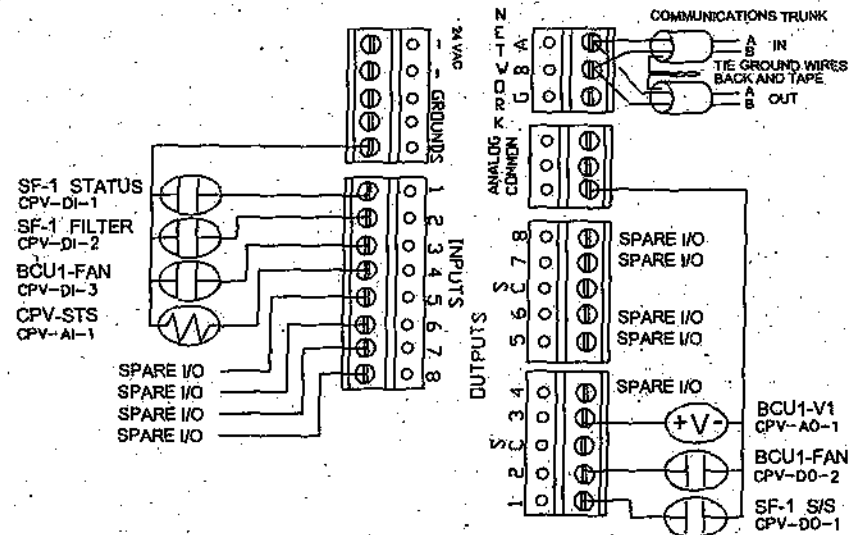 24 VAC
GROUNDS
SF-1 STATUS
CPV-DI-1
SF-1 FILTER
CPV-DI-2
BCU1-FAN
CPV-DI-3
CPV-STS
CPV-AI-1
SPARE I/O
SPARE I/O
SPARE I/O
SPARE I/O
1
2
3
4
5
6
7
8
INPUTS
NETWORK
A
B
G
COMMUNICATIONS TRUNK
A
B
IN
TIE GROUND WIRES
BACK AND TAPE
A
B
OUT
ANALOG
COMMON
OUTPUTS
8
SPARE I/O
7
SPARE I/O
SC
6
SPARE I/O
5
SPARE I/O
4
SPARE I/O
3
SC
2
1
+V-
BCU1-V1
CPV-AO-1
BCU1-FAN
CPV-DO-2
SF-1 S/S
CPV-DO-1